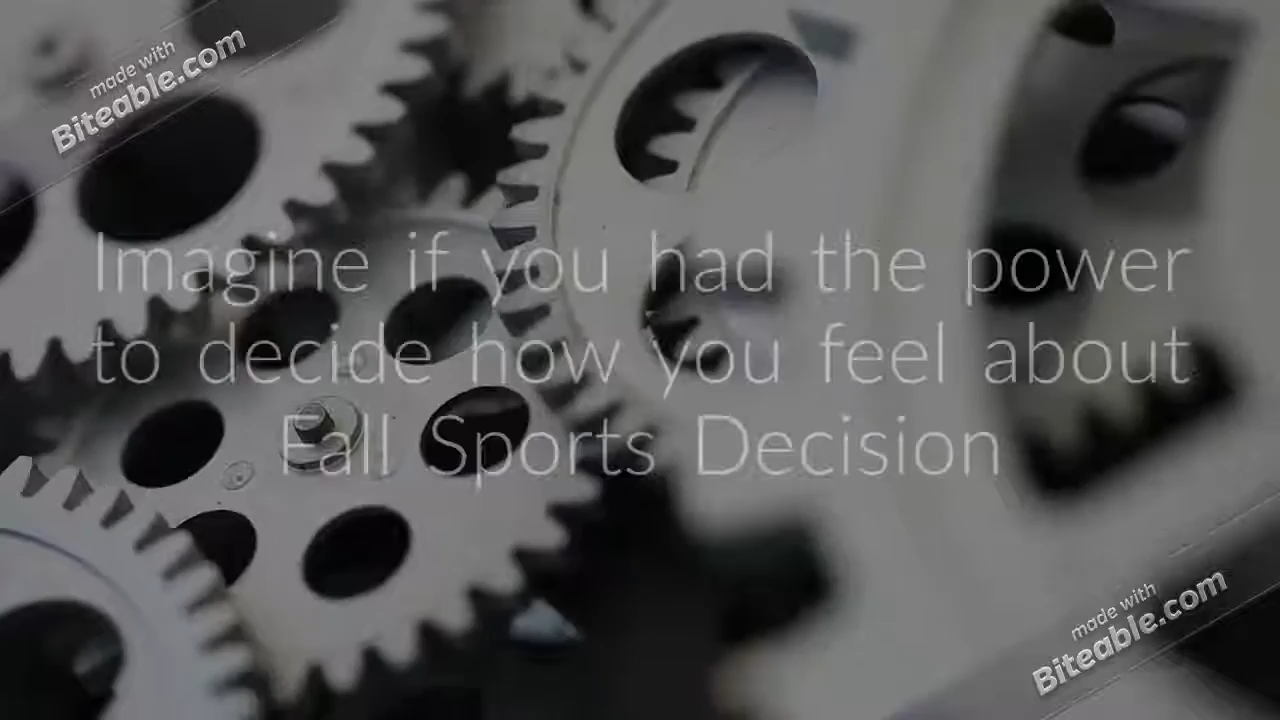 made with
Biteable.com
Imagine if you had the power
to decide how you feel about
Fall Sports Decision
made with
Biteable.com